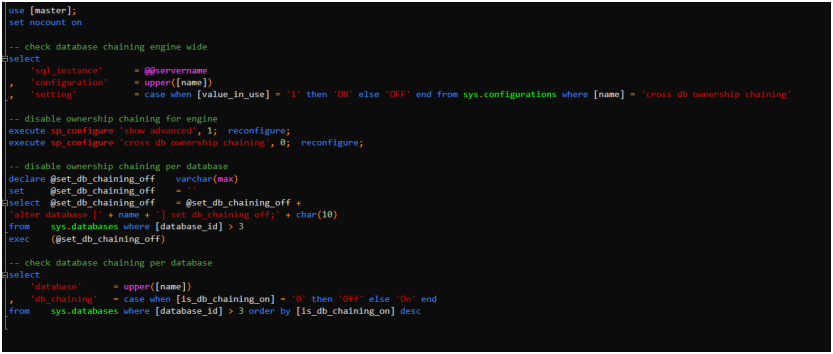 use [master];
set nocount on
-- check database chaining engine wide
select
'sql_instance' = @@servername
, 'configuration' = upper([name])
, 'setting' = case when [value_in_use] = '1' then 'ON' else 'OFF' end from sys.configurations where [name] = 'cross db ownership chaining'
-- disable ownership chaining for engine
execute sp_configure 'show advanced', 1; reconfigure;
execute sp_configure 'cross db ownership chaining', 0; reconfigure;
-- disable ownership chaining per database
declare @set_db_chaining_off varchar(max)
set @set_db_chaining_off = ''
select @set_db_chaining_off = @set_db_chaining_off +
'alter database [' + name + '] set db_chaining off;' + char(10)
from sys.databases where [database_id] > 3
exec (@set_db_chaining_off)
-- check database chaining per database
select
'database' = upper([name])
, 'db_chaining' = case when [is_db_chaining_on] = '0' then 'Off' else 'On' end
from sys.databases where [database_id] > 3 order by [is_db_chaining_on] desc